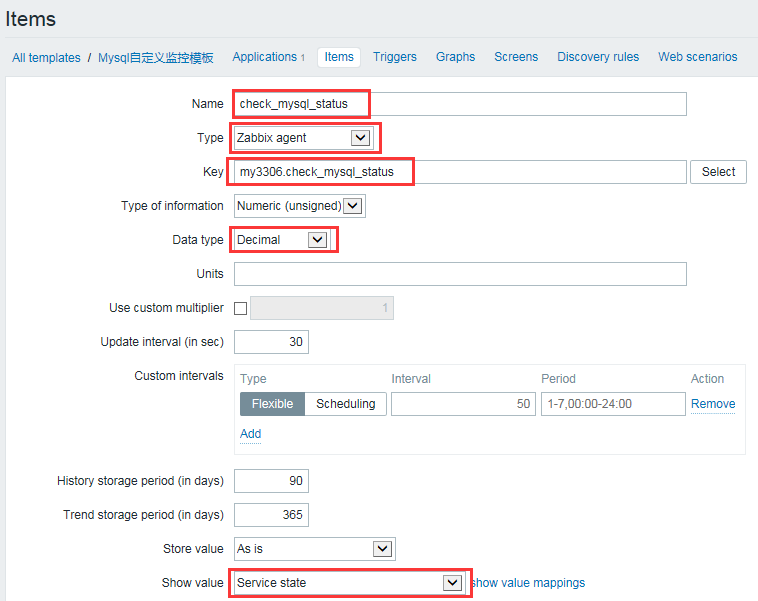 Items
All templates / Mysql自定义监控模板 Applications 1 Items Triggers Graphs Screens Discovery rules Web scenarios
Name check_mysql_status
Type Zabbix agent
Key my3306.check_mysql_status Select
Type of information Numeric (unsigned)
Data type Decimal
Units
Use custom multiplier 1
Update interval (in sec) 30
Custom intervals Type Interval Period Action
Flexible Scheduling 50 1-7,00:00-24:00 Remove
Add
History storage period (in days) 90
Trend storage period (in days) 365
Store value As is
Show value Service state show value mappings